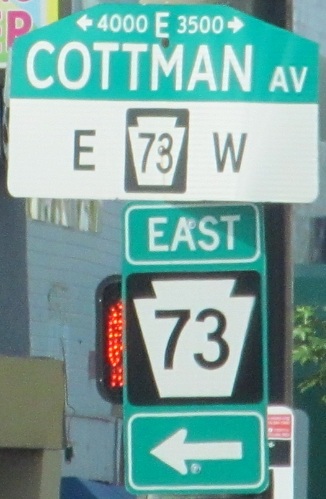 ← 4000 E 3500 →
COTTMAN AV
E 73 W
EAST
73